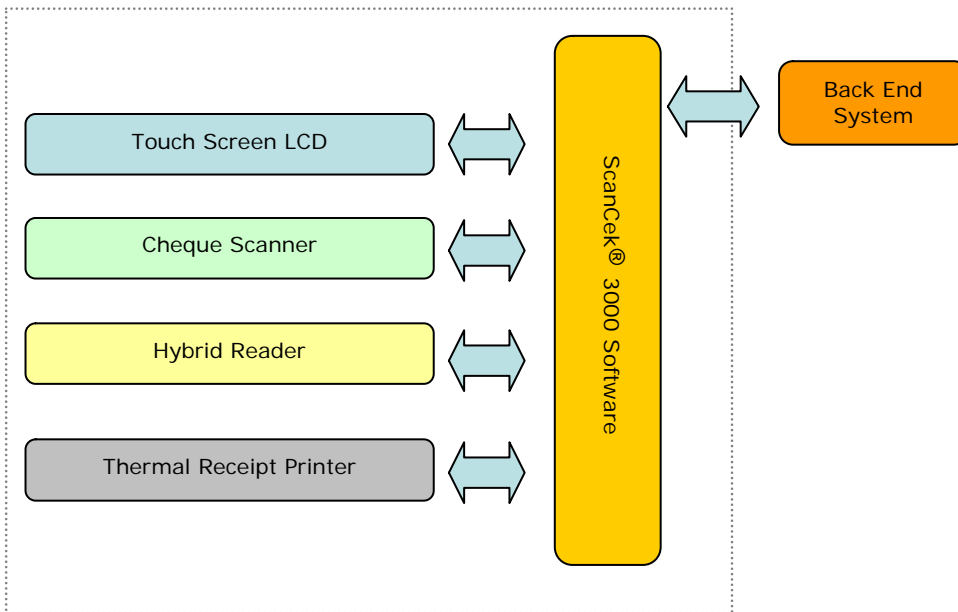 Touch Screen LCD
Cheque Scanner
Hybrid Reader
Thermal Receipt Printer
ScanCek® 3000 Software
Back End
System